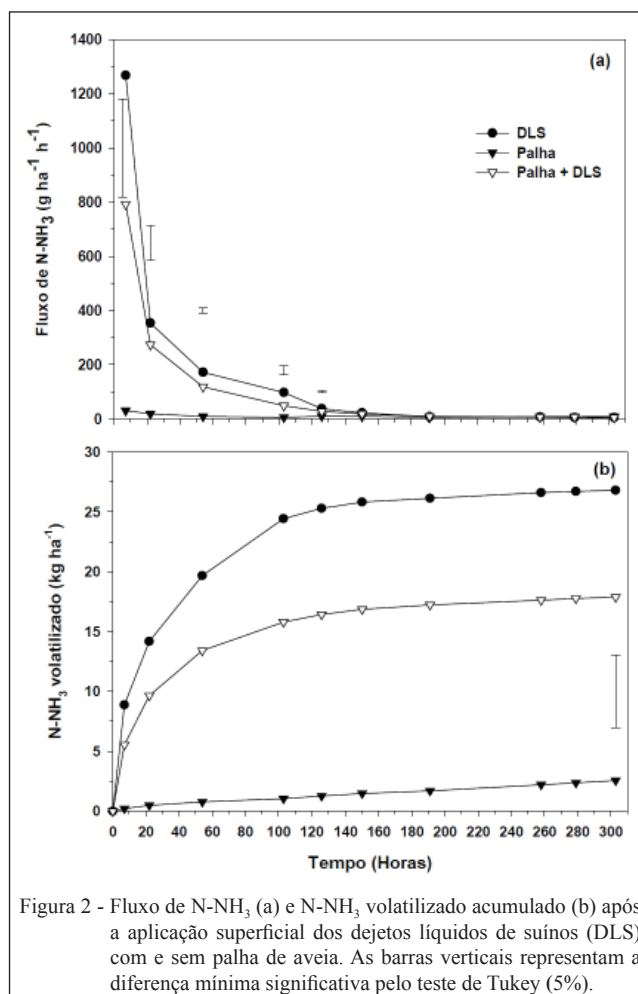 (a)
1400
1200
1000
800
600
400
200
0
Fluxo de N-NH₃ (g ha⁻¹ h⁻¹)
DLS
Palha
Palha + DLS
(b)
30
25
20
15
10
5
0
N-NH₃ volatilizado (kg ha⁻¹)
0 20 40 60 80 100 120 140 160 180 200 220 240 260 280 300
Tempo (Horas)
Figura 2 - Fluxo de N-NH₃ (a) e N-NH₃ volatilizado acumulado (b) após
a aplicação superficial dos dejetos líquidos de suínos (DLS)
com e sem palha de aveia. As barras verticais representam a
diferença mínima significativa pelo teste de Tukey (5%).